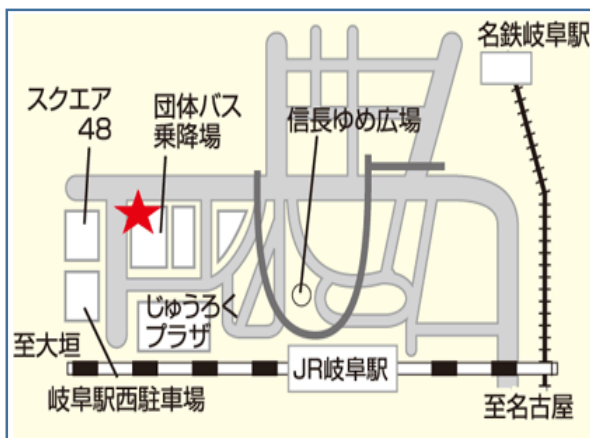 名鉄岐阜駅
スクエア
48
団体バス
乗降場
信長ゆめ広場
じゅうろく
プラザ
至大垣
JR岐阜駅
岐阜駅西駐車場
至名古屋